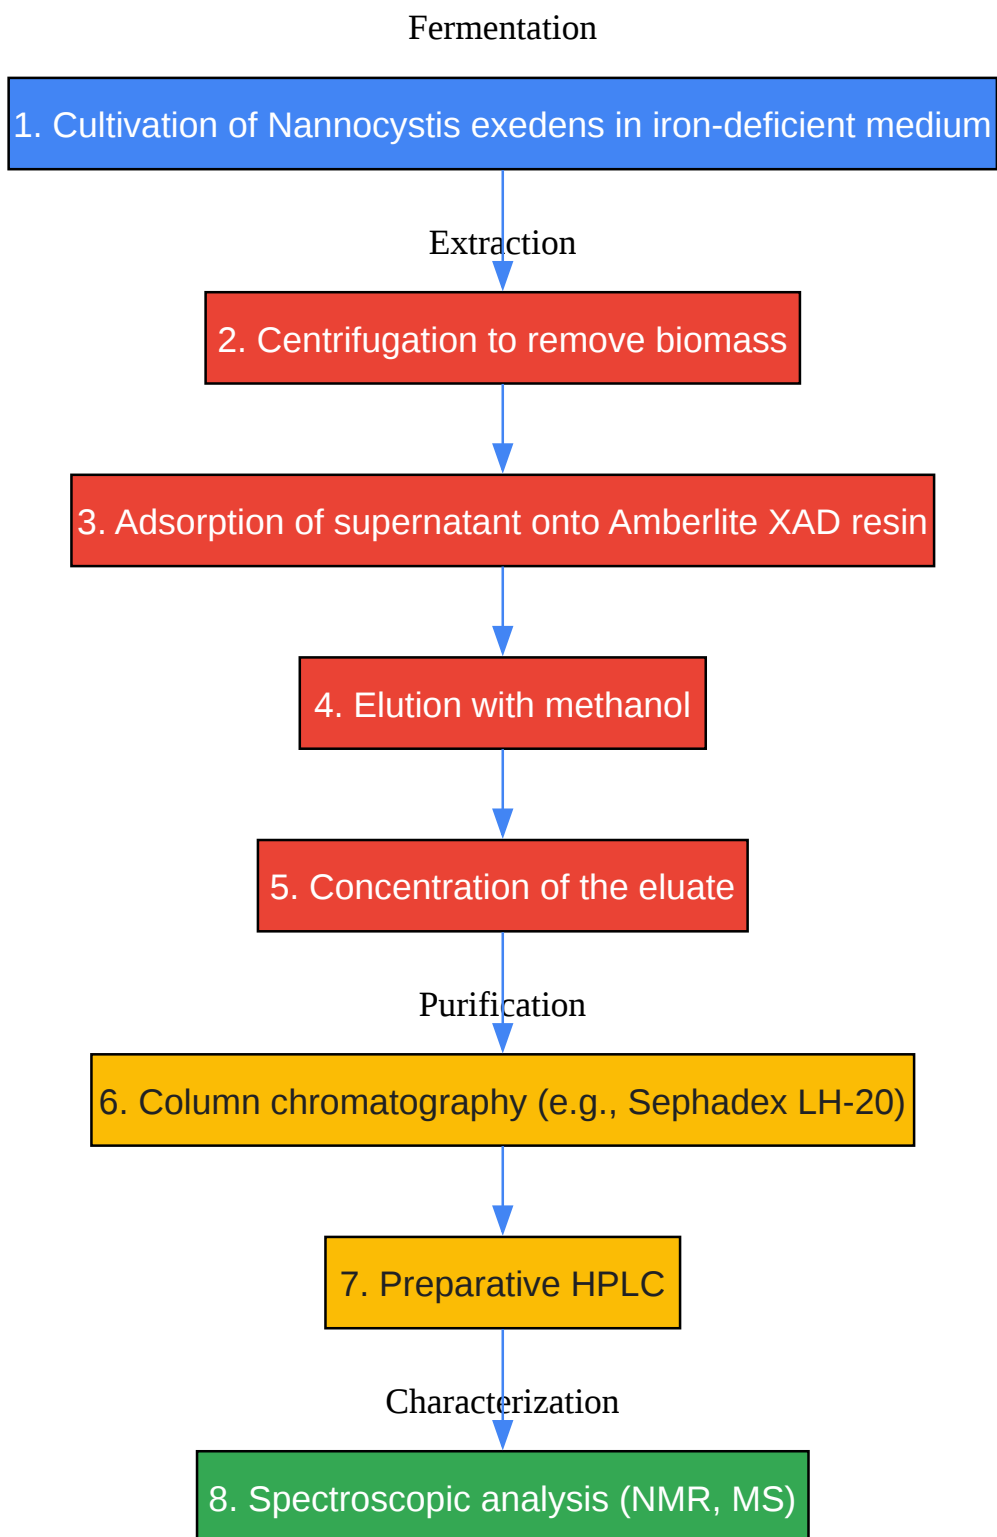 Fermentation
1. Cultivation of Nannocystis exedens in iron-deficient medium
Extraction
2. Centrifugation to remove biomass
3. Adsorption of supernatant onto Amberlite XAD resin
4. Elution with methanol
5. Concentration of the eluate
Purification
6. Column chromatography (e.g., Sephadex LH-20)
7. Preparative HPLC
Characterization
8. Spectroscopic analysis (NMR, MS)